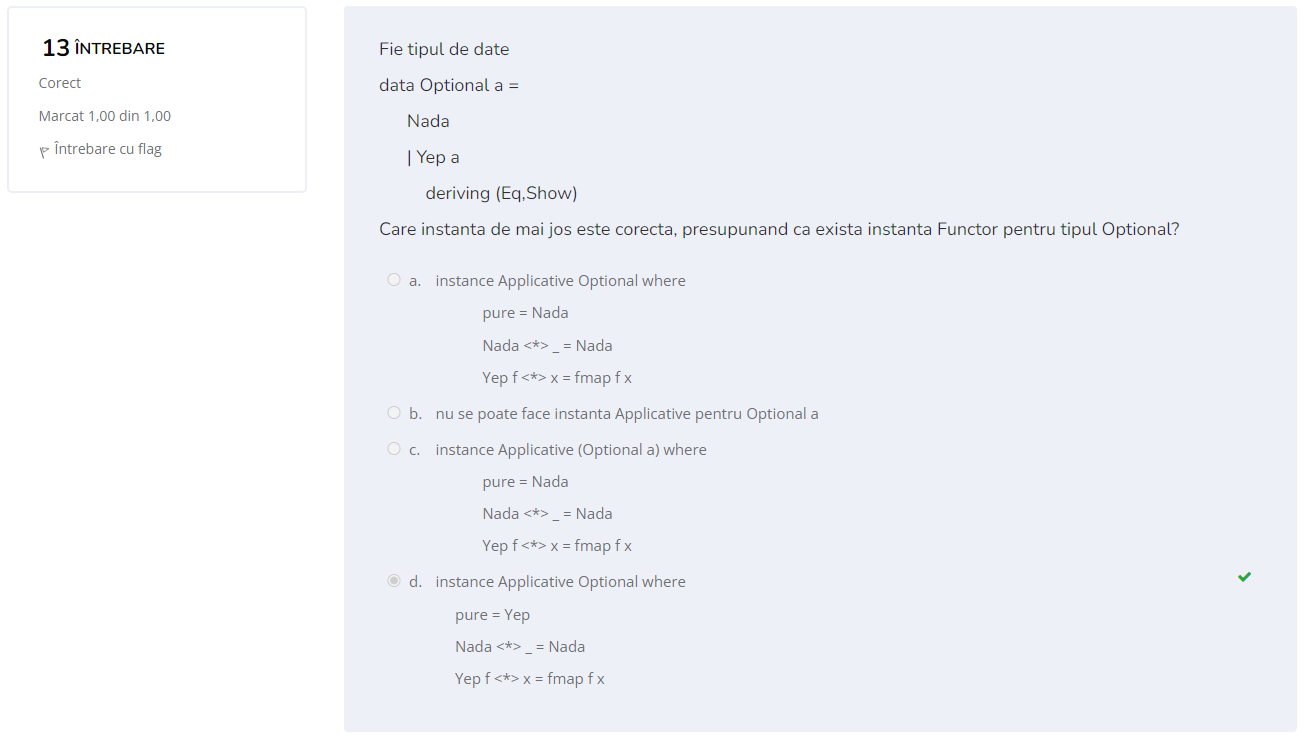 13 ÎNTREBARE
Corect
Marcat 1,00 din 1,00
Întrebare cu flag
Fie tipul de date
data Optional a =
Nada
| Yep a
deriving (Eq,Show)
Care instanta de mai jos este corecta, presupunand ca exista instanta Functor pentru tipul Optional?
a. instance Applicative Optional where
pure = Nada
Nada <*> _ = Nada
Yep f <*> x = fmap f x
b. nu se poate face instanta Applicative pentru Optional a
c. instance Applicative (Optional a) where
pure = Nada
Nada <*> _ = Nada
Yep f <*> x = fmap f x
d. instance Applicative Optional where
pure = Yep
Nada <*> _ = Nada
Yep f <*> x = fmap f x